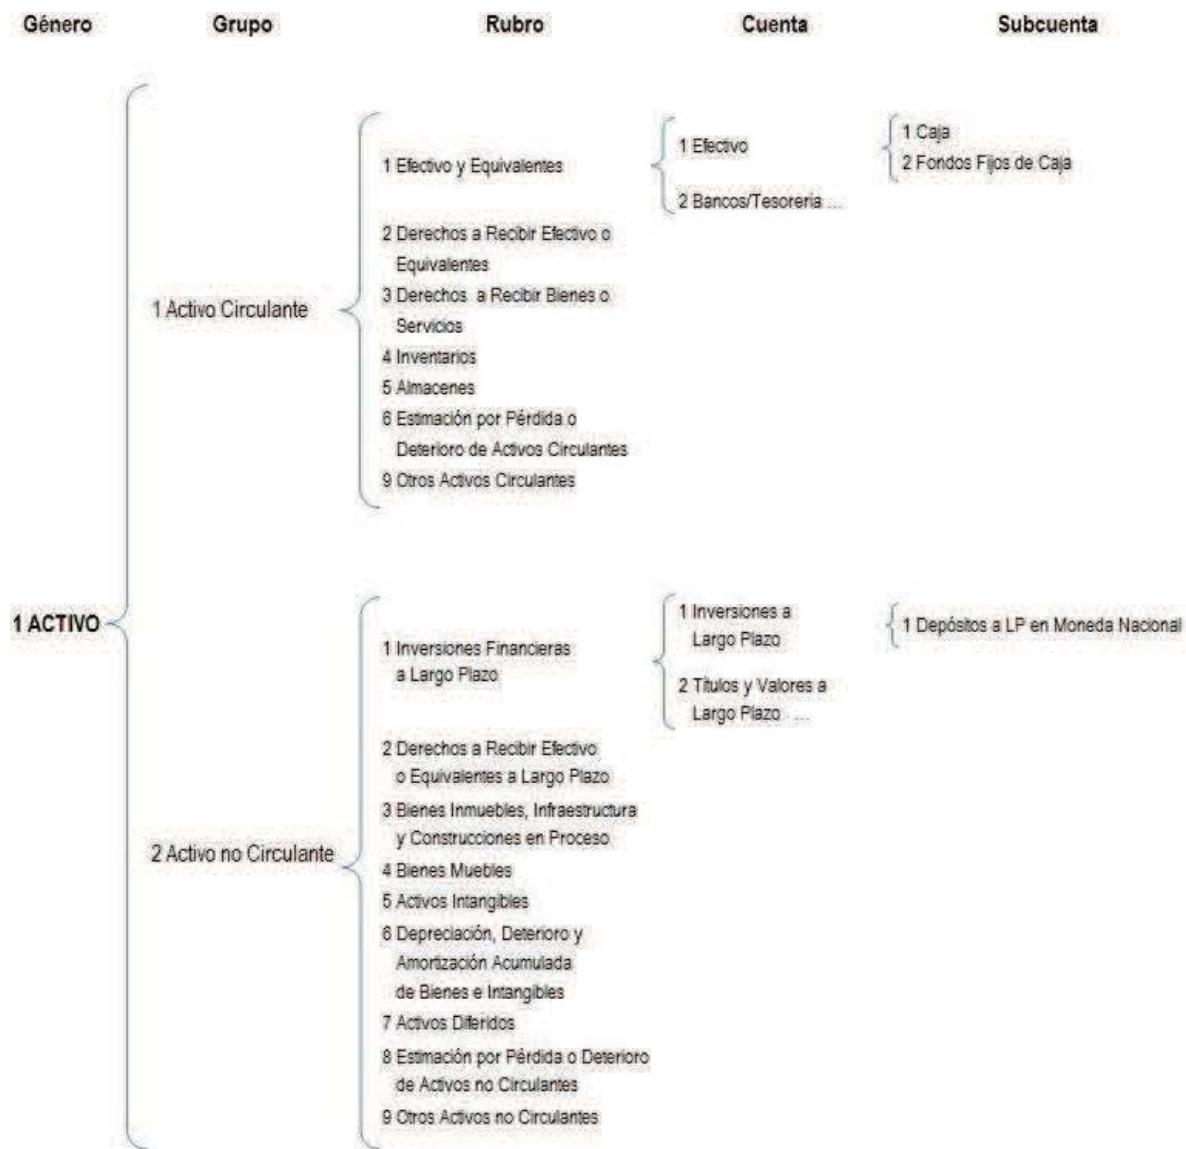 Género Grupo Rubro Cuenta Subcuenta
1 ACTIVO
1 Activo Circulante
1 Efectivo y Equivalentes
1 Efectivo
1 Caja
2 Fondos Fijos de Caja
2 Bancos/Tesorería ...
2 Derechos a Recibir Efectivo o
Equivalentes
3 Derechos a Recibir Bienes o
Servicios
4 Inventarios
5 Almacenes
6 Estimación por Pérdida o
Deterioro de Activos Circulantes
9 Otros Activos Circulantes
2 Activo no Circulante
1 Inversiones Financieras
a Largo Plazo
1 Inversiones a
Largo Plazo
1 Depósitos a LP en Moneda Nacional
2 Títulos y Valores a
Largo Plazo ...
2 Derechos a Recibir Efectivo
o Equivalentes a Largo Plazo
3 Bienes Inmuebles, Infraestructura
y Construcciones en Proceso
4 Bienes Muebles
5 Activos Intangibles
6 Depreciación, Deterioro y
Amortización Acumulada
de Bienes e Intangibles
7 Activos Diferidos
8 Estimación por Pérdida o Deterioro
de Activos no Circulantes
9 Otros Activos no Circulantes